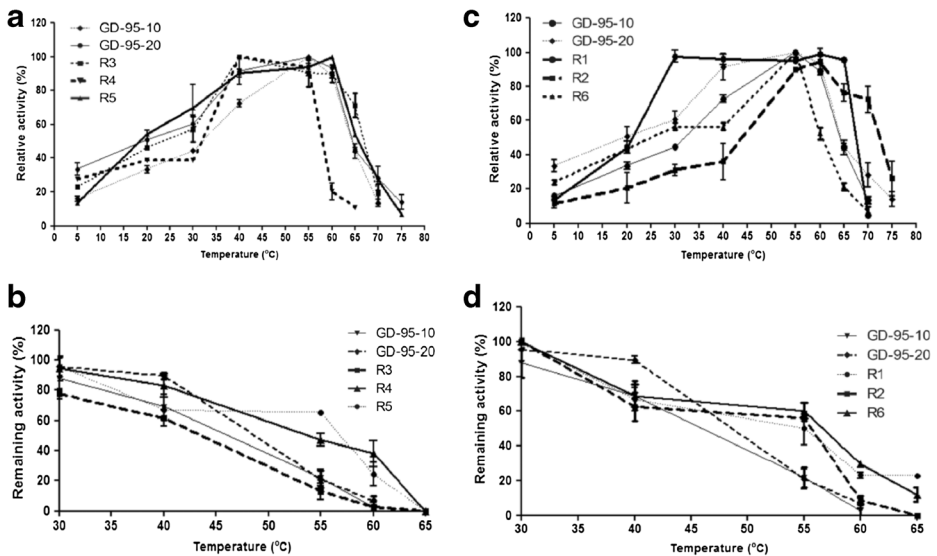 a
Relative activity (%)
120
100
80
60
40
20
0
GD-95-10
GD-95-20
R3
R4
R5
0 5 10 15 20 25 30 35 40 45 50 55 60 65 70 75 80
Temperature (°C)
c
Relative activity (%)
120
100
80
60
40
20
0
GD-95-10
GD-95-20
R1
R2
R6
0 5 10 15 20 25 30 35 40 45 50 55 60 65 70 75 80
Temperature (°C)
b
Remaining activity (%)
120
100
80
60
40
20
0
GD-95-10
GD-95-20
R3
R4
R5
30 40 55 60 65
Temperature (°C)
d
Remaining activity (%)
120
100
80
60
40
20
0
GD-95-10
GD-95-20
R1
R2
R6
30 40 55 60 65
Temperature (°C)